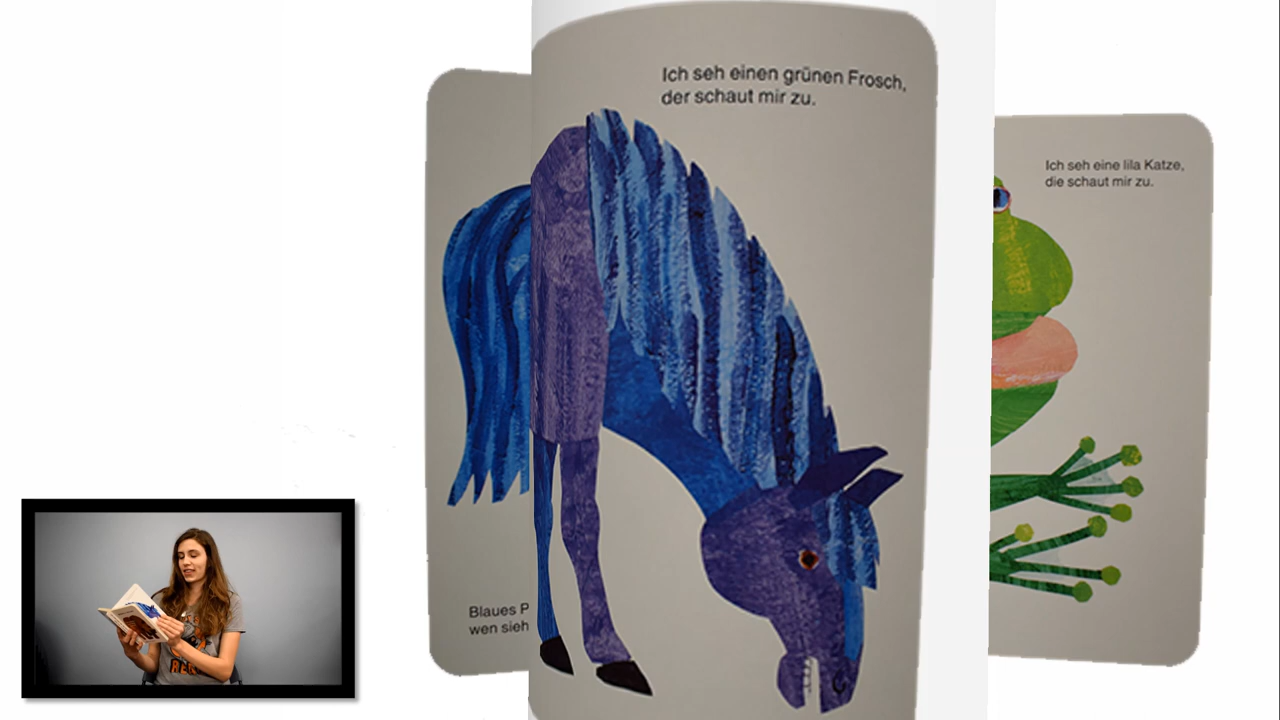 Ich seh einen grünen Frosch,
der schaut mir zu.
Ich seh eine lila Katze,
die schaut mir zu.
Blaues
wen